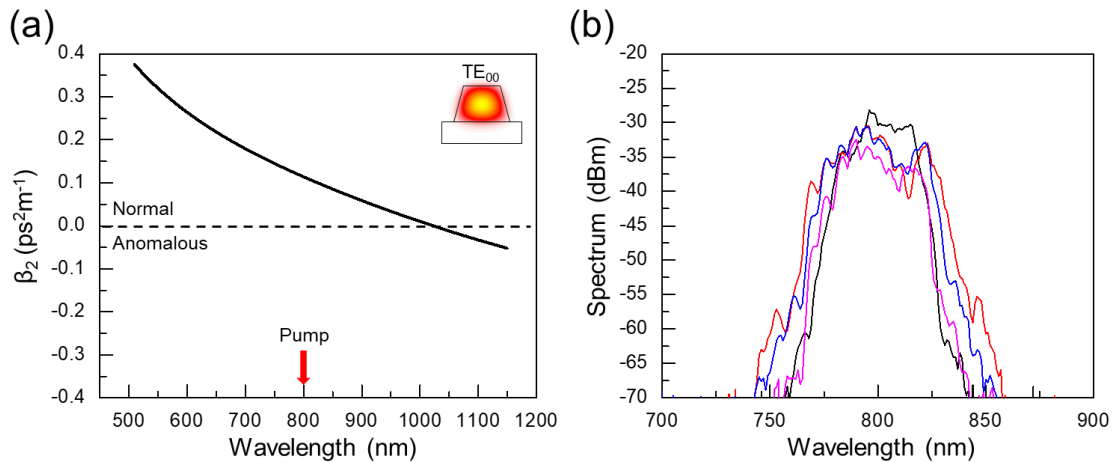 (a)
TE₀₀
β₂ (ps²m⁻¹)
0.4
0.3
0.2
0.1
0.0
-0.1
-0.2
-0.3
-0.4
Normal
Anomalous
Pump
500 600 700 800 900 1000 1100 1200
Wavelength (nm)
(b)
Spectrum (dBm)
-20
-25
-30
-35
-40
-45
-50
-55
-60
-65
-70
700 750 800 850 900
Wavelength (nm)